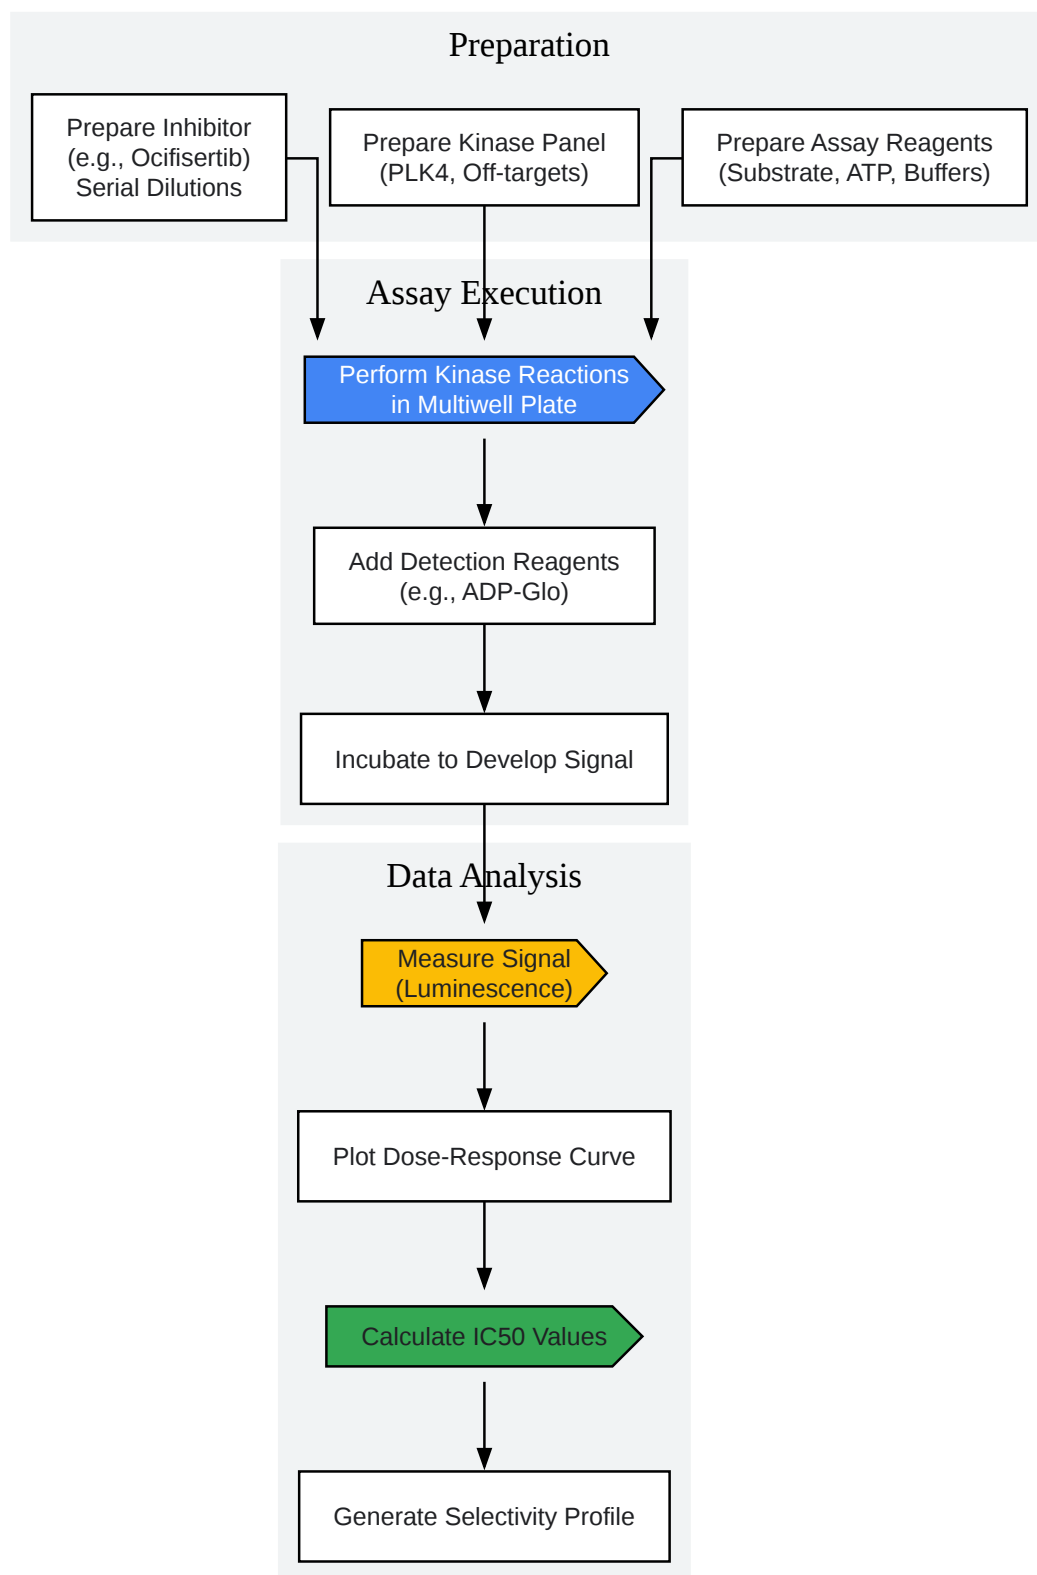 Preparation
Prepare Inhibitor
(e.g., Ocifisertib)
Serial Dilutions
Prepare Kinase Panel
(PLK4, Off-targets)
Prepare Assay Reagents
(Substrate, ATP, Buffers)
Assay Execution
Perform Kinase Reactions
in Multiwell Plate
Add Detection Reagents
(e.g., ADP-Glo)
Incubate to Develop Signal
Data Analysis
Measure Signal
(Luminescence)
Plot Dose-Response Curve
Calculate IC50 Values
Generate Selectivity Profile